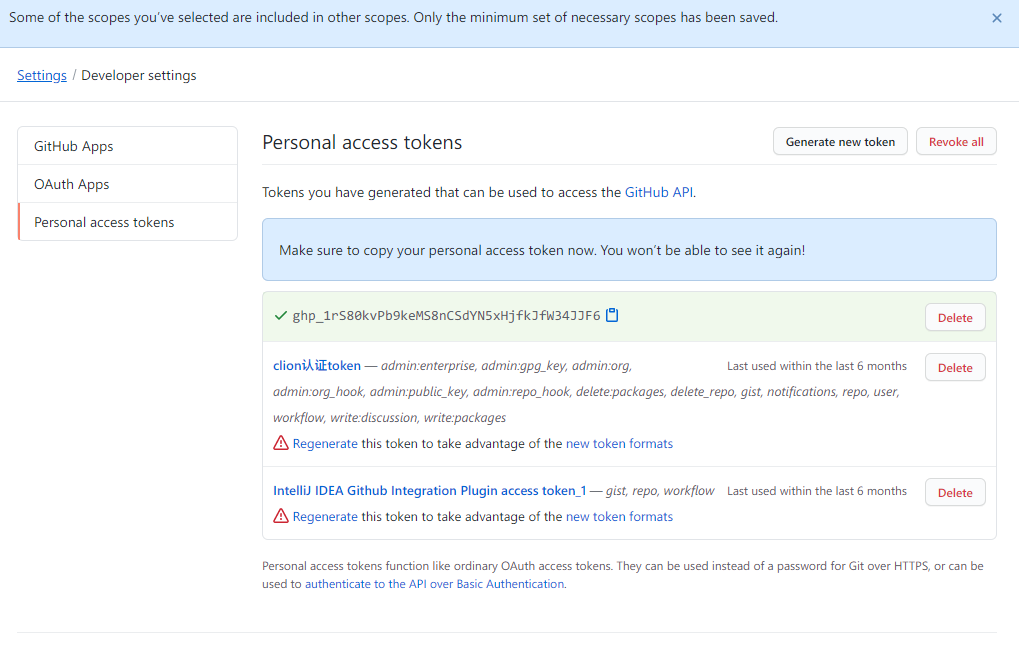 Some of the scopes you’ve selected are included in other scopes. Only the minimum set of necessary scopes has been saved.
Settings / Developer settings
GitHub Apps
OAuth Apps
Personal access tokens
Personal access tokens
Generate new token
Revoke all
Tokens you have generated that can be used to access the GitHub API.
Make sure to copy your personal access token now. You won’t be able to see it again!
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
Delete
clion认证token — admin:enterprise, admin:gpg_key, admin:org,
Last used within the last 6 months
Delete
admin:org_hook, admin:public_key, admin:repo_hook, delete:packages, delete_repo, gist, notifications, repo, user,
workflow, write:discussion, write:packages
Regenerate this token to take advantage of the new token formats
IntelliJ IDEA Github Integration Plugin access token_1 — gist, repo, workflow
Last used within the last 6 months
Delete
Regenerate this token to take advantage of the new token formats
Personal access tokens function like ordinary OAuth access tokens. They can be used instead of a password for Git over HTTPS, or can be
used to authenticate to the API over Basic Authentication.